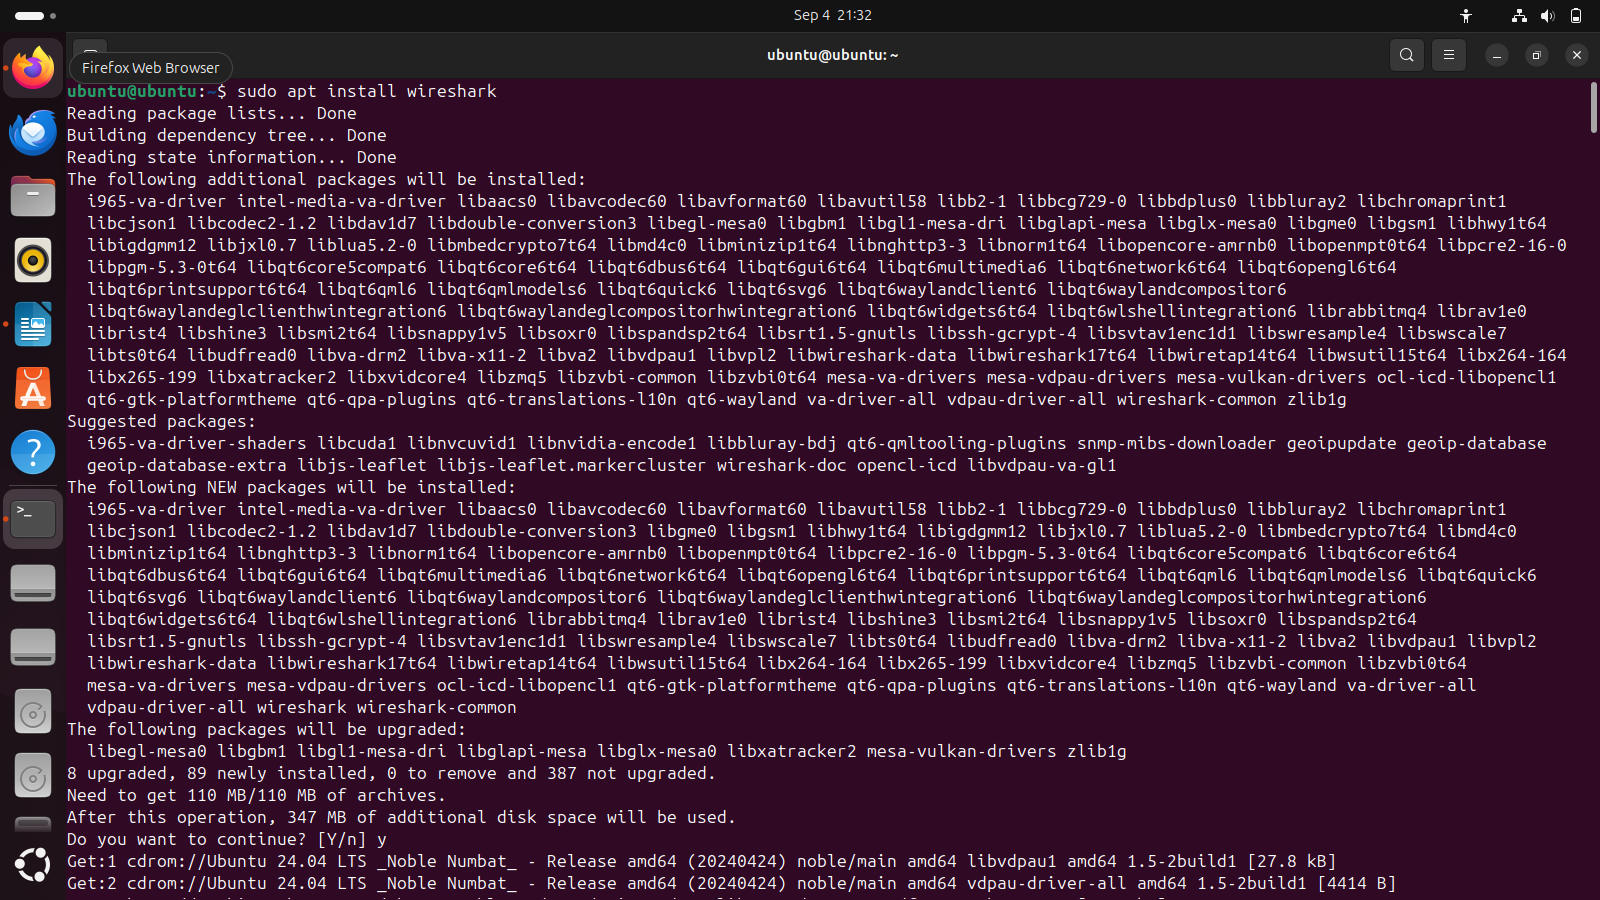 Sep 4 21:32
ubuntu@ubuntu: ~
Firefox Web Browser
ubuntu@ubuntu:~$ sudo apt install wireshark
Reading package lists... Done
Building dependency tree... Done
Reading state information... Done
The following additional packages will be installed:
i965-va-driver intel-media-va-driver libaacs0 libavcodec60 libavformat60 libavutil58 libb2-1 libbcg729-0 libbdplus0 libbluray2 libchromaprint1
libcjson1 libcodec2-1.2 libdav1d7 libdouble-conversion3 libegl-mesa0 libgbm1 libgl1-mesa-dri libglapi-mesa libglx-mesa0 libgme0 libgsm1 libhwy1t64
libigdgmm12 libjxl0.7 liblua5.2-0 libmbedcrypto7t64 libmd4c0 libminizip1t64 libnghttp3-3 libnorm1t64 libopencore-amrnb0 libopenmpt0t64 libpcre2-16-0
libpgm-5.3-0t64 libqt6core5compat6 libqt6core6t64 libqt6dbus6t64 libqt6gui6t64 libqt6multimedia6 libqt6network6t64 libqt6opengl6t64
libqt6printsupport6t64 libqt6qml6 libqt6qmlmodels6 libqt6quick6 libqt6svg6 libqt6waylandclient6 libqt6waylandcompositor6
libqt6waylandeglclienthwintegration6 libqt6waylandeglcompositorhwintegration6 libqt6widgets6t64 libqt6wlshellintegration6 librabbitmq4 librav1e0
librist4 libshine3 libsmi2t64 libsnappy1v5 libsoxr0 libspandsp2t64 libsrt1.5-gnutls libssh-gcrypt-4 libsvtav1enc1d1 libswresample4 libswscale7
libts0t64 libudfread0 libva-drm2 libva-x11-2 libva2 libvdpau1 libvpl2 libwireshark-data libwireshark17t64 libwiretap14t64 libwsutil15t64 libx264-164
libx265-199 libxatracker2 libxvidcore4 libzmq5 libzvbi-common libzvbi0t64 mesa-va-drivers mesa-vdpau-drivers mesa-vulkan-drivers ocl-icd-libopencl1
qt6-gtk-platformtheme qt6-qpa-plugins qt6-translations-l10n qt6-wayland va-driver-all vdpau-driver-all wireshark-common zlib1g
Suggested packages:
i965-va-driver-shaders libcuda1 libnvcuvid1 libnvidia-encode1 libbluray-bdj qt6-qmltooling-plugins snmp-mibs-downloader geoipupdate geoip-database
geoip-database-extra libjs-leaflet libjs-leaflet.markercluster wireshark-doc opencl-icd libvdpau-va-gl1
The following NEW packages will be installed:
i965-va-driver intel-media-va-driver libaacs0 libavcodec60 libavformat60 libavutil58 libb2-1 libbcg729-0 libbdplus0 libbluray2 libchromaprint1
libcjson1 libcodec2-1.2 libdav1d7 libdouble-conversion3 libgme0 libgsm1 libhwy1t64 libigdgmm12 libjxl0.7 liblua5.2-0 libmbedcrypto7t64 libmd4c0
libminizip1t64 libnghttp3-3 libnorm1t64 libopencore-amrnb0 libopenmpt0t64 libpcre2-16-0 libpgm-5.3-0t64 libqt6core5compat6 libqt6core6t64
libqt6dbus6t64 libqt6gui6t64 libqt6multimedia6 libqt6network6t64 libqt6opengl6t64 libqt6printsupport6t64 libqt6qml6 libqt6qmlmodels6 libqt6quick6
libqt6svg6 libqt6waylandclient6 libqt6waylandcompositor6 libqt6waylandeglclienthwintegration6 libqt6waylandeglcompositorhwintegration6
libqt6widgets6t64 libqt6wlshellintegration6 librabbitmq4 librav1e0 librist4 libshine3 libsmi2t64 libsnappy1v5 libsoxr0 libspandsp2t64
libsrt1.5-gnutls libssh-gcrypt-4 libsvtav1enc1d1 libswresample4 libswscale7 libts0t64 libudfread0 libva-drm2 libva-x11-2 libva2 libvdpau1 libvpl2
libwireshark-data libwireshark17t64 libwiretap14t64 libwsutil15t64 libx264-164 libx265-199 libxvidcore4 libzmq5 libzvbi-common libzvbi0t64
mesa-va-drivers mesa-vdpau-drivers ocl-icd-libopencl1 qt6-gtk-platformtheme qt6-qpa-plugins qt6-translations-l10n qt6-wayland va-driver-all
vdpau-driver-all wireshark wireshark-common
The following packages will be upgraded:
libegl-mesa0 libgbm1 libgl1-mesa-dri libglapi-mesa libglx-mesa0 libxatracker2 mesa-vulkan-drivers zlib1g
8 upgraded, 89 newly installed, 0 to remove and 387 not upgraded.
Need to get 110 MB/110 MB of archives.
After this operation, 347 MB of additional disk space will be used.
Do you want to continue? [Y/n] y
Get:1 cdrom://Ubuntu 24.04 LTS _Noble Numbat_ - Release amd64 (20240424) noble/main amd64 libvdpau1 amd64 1.5-2build1 [27.8 kB]
Get:2 cdrom://Ubuntu 24.04 LTS _Noble Numbat_ - Release amd64 (20240424) noble/main amd64 vdpau-driver-all amd64 1.5-2build1 [4414 B]